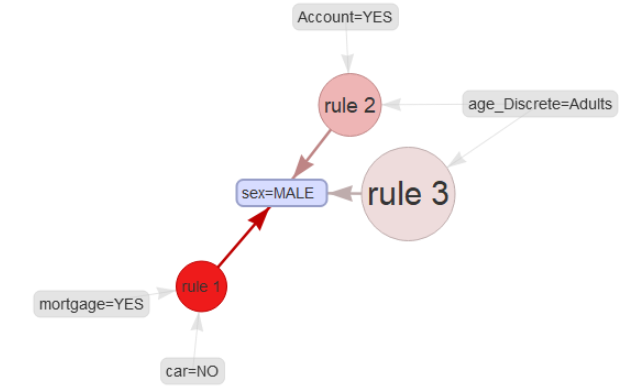 Account=YES
rule 2
age_Discrete=Adults
sex=MALE
rule 3
rule 1
mortgage=YES
car=NO